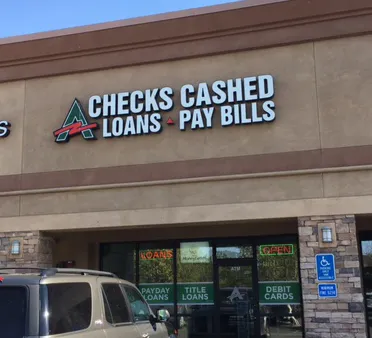 S
CHECKS CASHED
LOANS PAY BILLS
LOANS
OPEN
PAYDAY
LOANS
TITLE
LOANS
DEBIT
CARDS